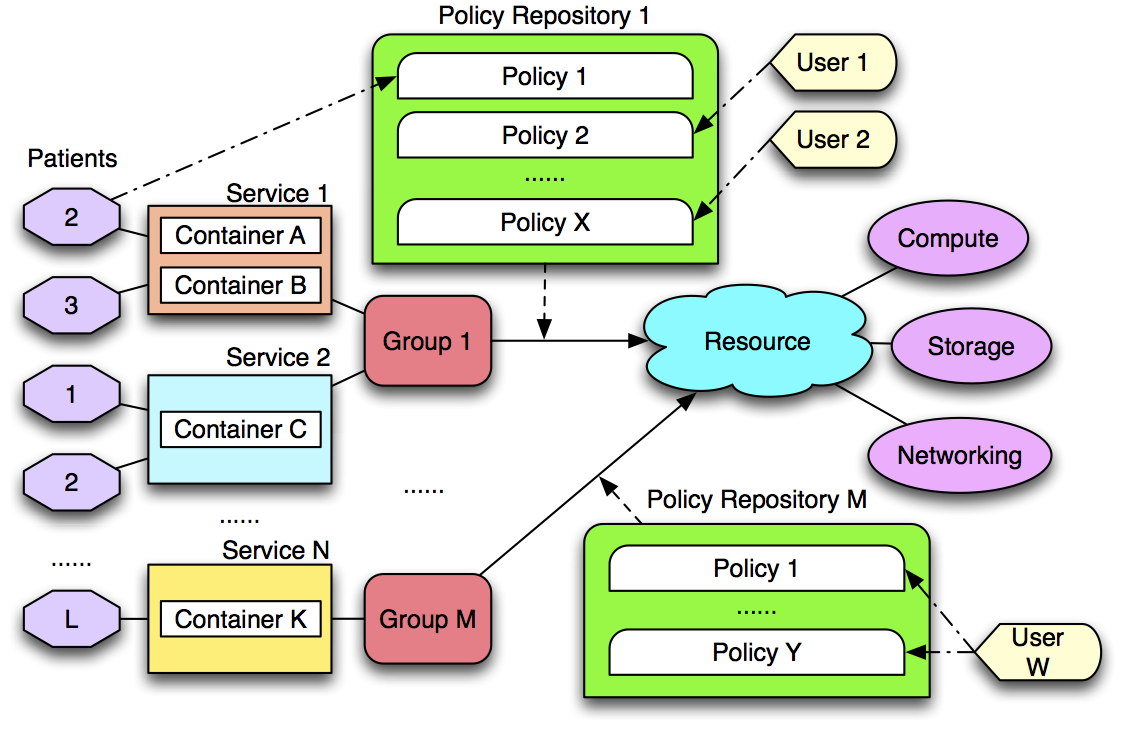 Policy Repository 1
Policy 1
Policy 2
......
Policy X
User 1
User 2
Patients
2
3
1
2
......
L
Service 1
Container A
Container B
Service 2
Container C
......
Service N
Container K
Group 1
......
Group M
Resource
Compute
Storage
Networking
Policy Repository M
Policy 1
......
Policy Y
User
W